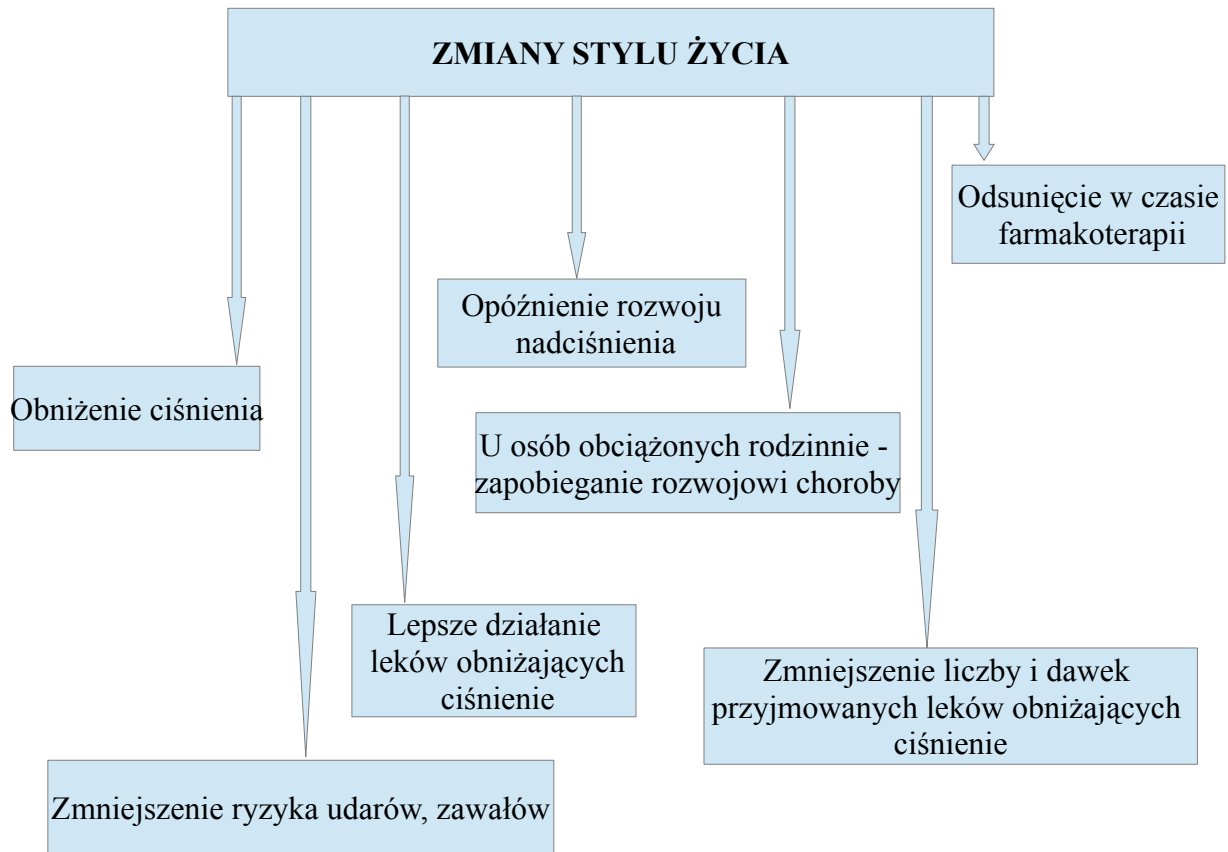 ZMIANY STYLU ŻYCIA
Odsunięcie w czasie
farmakoterapii
Opóźnienie rozwoju
nadciśnienia
Obniżenie ciśnienia
U osób obciążonych rodzinnie -
zapobieganie rozwojowi choroby
Lepsze działanie
leków obniżających
ciśnienie
Zmniejszenie liczby i dawek
przyjmowanych leków obniżających
ciśnienie
Zmniejszenie ryzyka udarów, zawałów